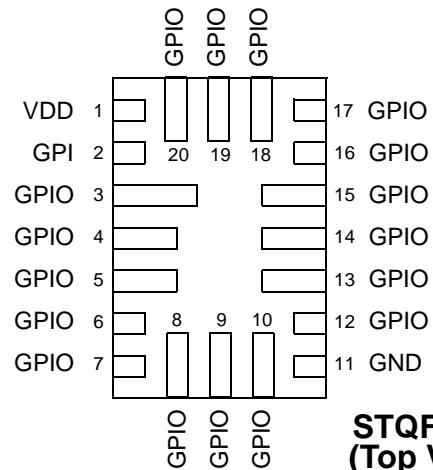 GPIO GPIO GPIO
VDD 1 17 GPIO
GPI 2 20 19 18 16 GPIO
GPIO 3 15 GPIO
GPIO 4 14 GPIO
GPIO 5 13 GPIO
GPIO 6 8 9 10 12 GPIO
GPIO 7 11 GND
GPIO GPIO GPIO
STQF
(Top V